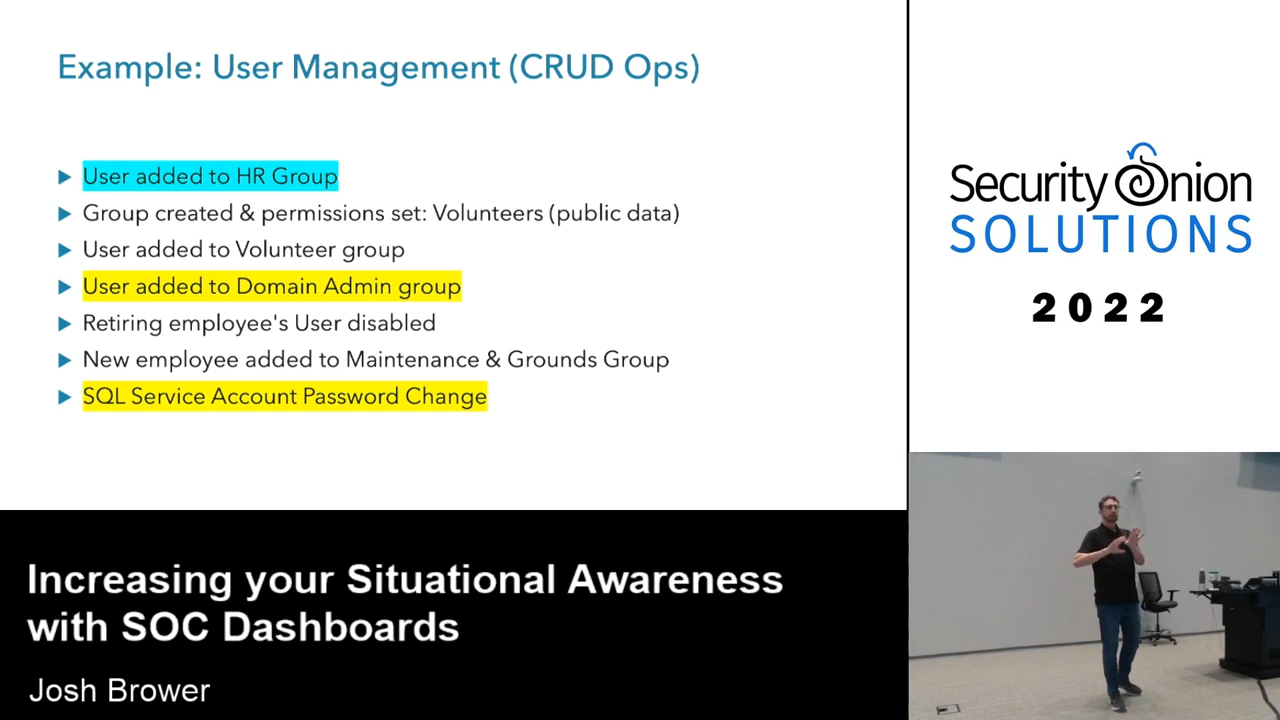 Example: User Management (CRUD Ops)
User added to HR Group
Group created & permissions set: Volunteers (public data)
User added to Volunteer group
User added to Domain Admin group
Retiring employee's User disabled
New employee added to Maintenance & Grounds Group
SQL Service Account Password Change
Security Onion
SOLUTIONS
2022
Increasing your Situational Awareness
with SOC Dashboards
Josh Brower